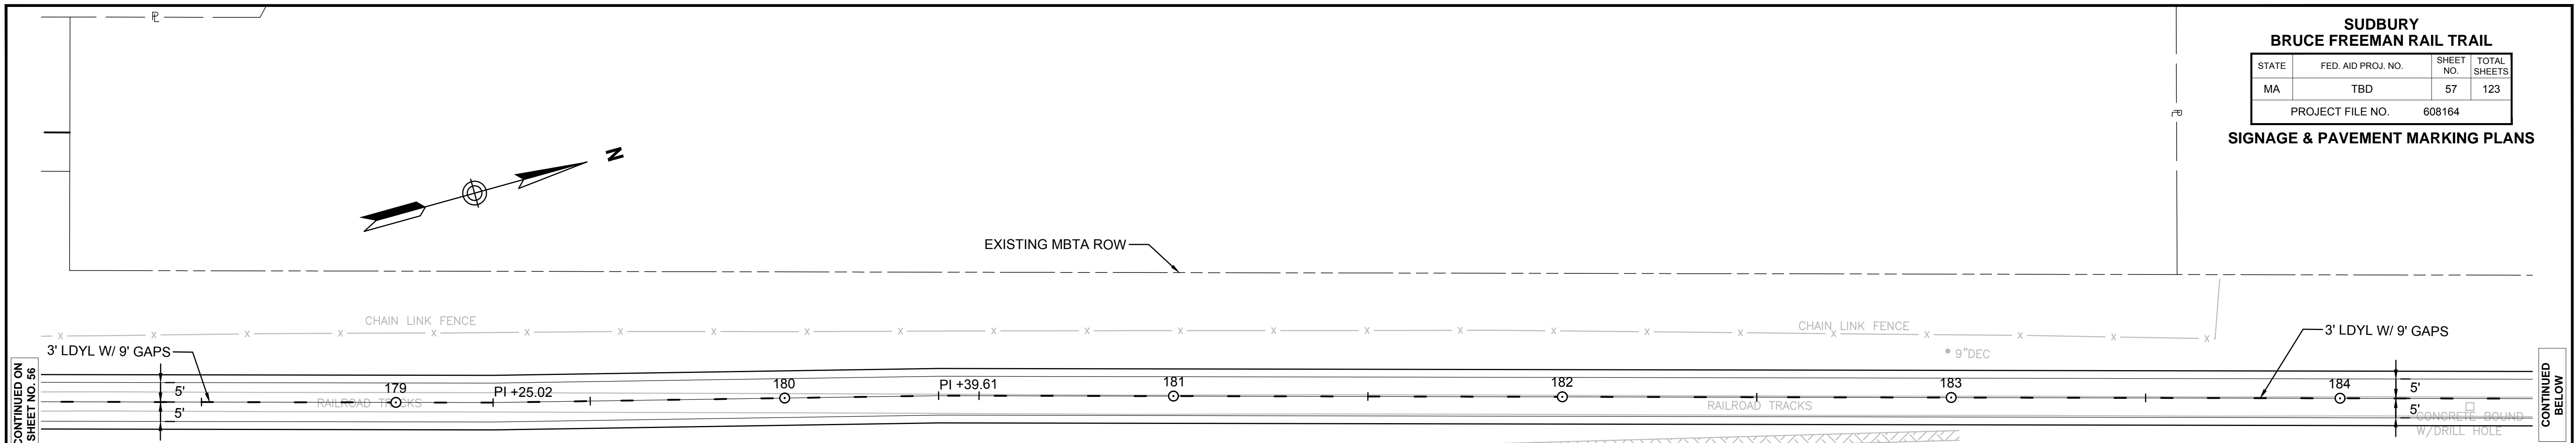 SUDBURY
BRUCE FREEMAN RAIL TRAIL
STATE FED. AID PROJ. NO. SHEET NO. TOTAL SHEETS
MA TBD 57 123
PROJECT FILE NO. 608164
SIGNAGE & PAVEMENT MARKING PLANS
PL
PL
N
EXISTING MBTA ROW
CHAIN LINK FENCE
CHAIN LINK FENCE
3' LDYL W/ 9' GAPS
3' LDYL W/ 9' GAPS
9"DEC
CONTINUED ON
SHEET NO. 56
5'
5'
179
PI +25.02
180
PI +39.61
181
182
183
184
5'
5'
RAILROAD TRACKS
RAILROAD TRACKS
CONCRETE BOUND
W/DRILL HOLE
CONTINUED
BELOW